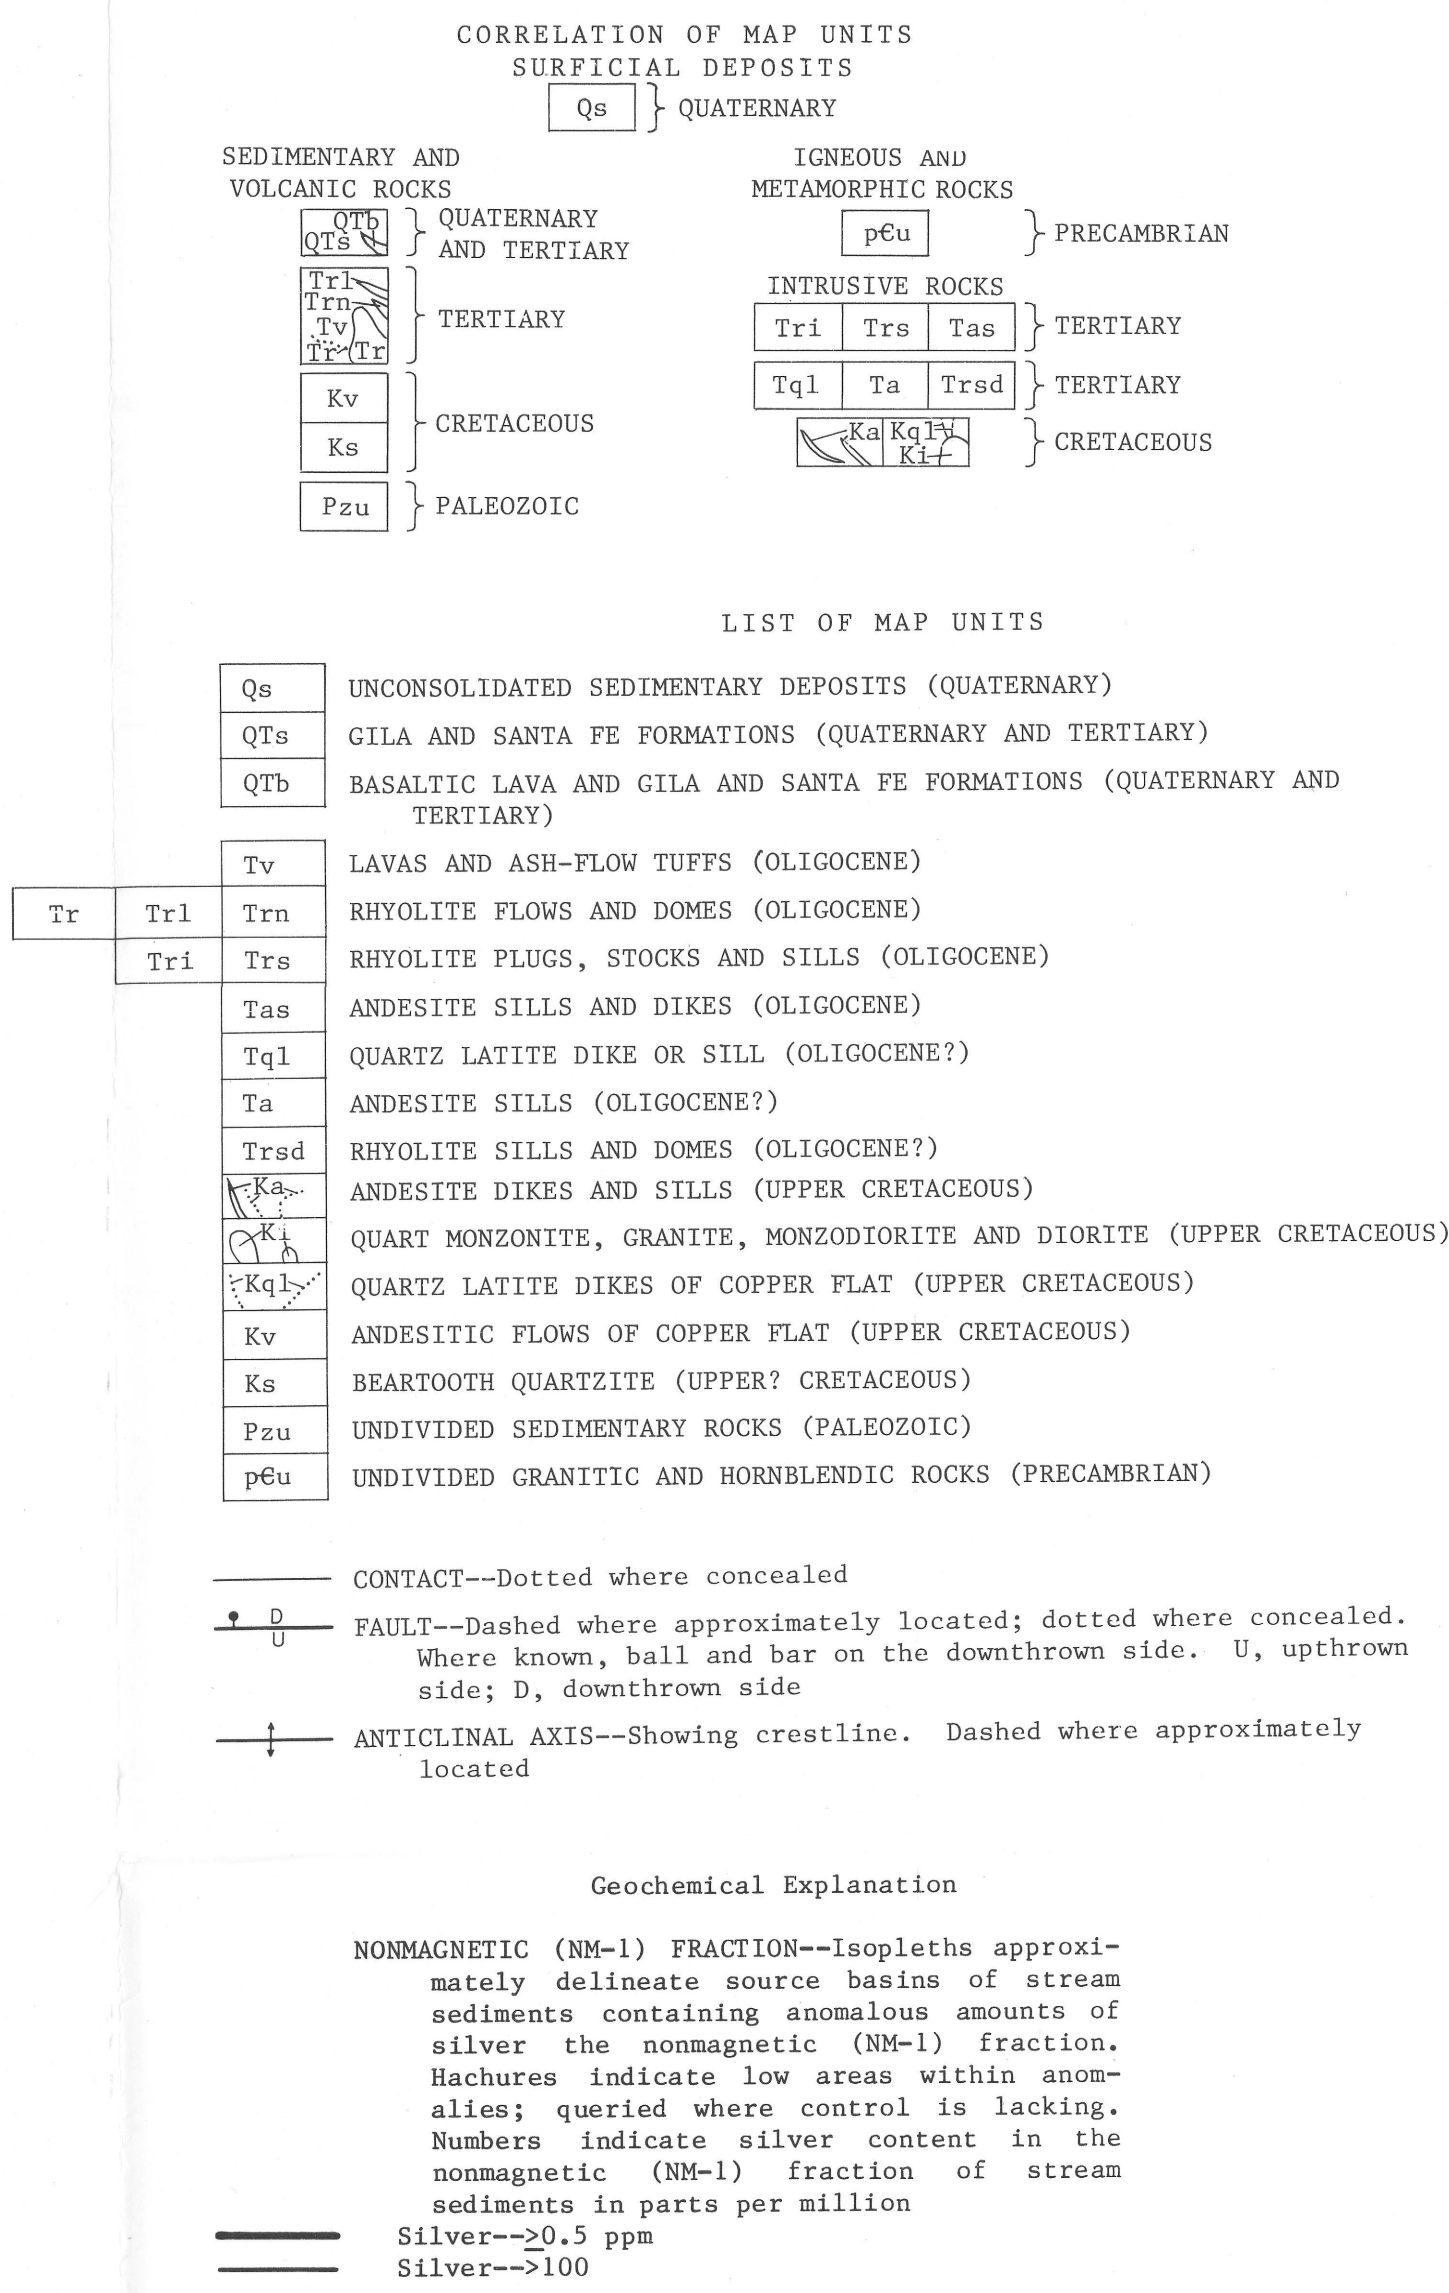 CORRELATION OF MAP UNITS
SURFICIAL DEPOSITS
Qs QUATERNARY
SEDIMENTARY AND
VOLCANIC ROCKS
QTb
QTs
QUATERNARY
AND TERTIARY
Trl
Trn
Tv
Tr Tr
TERTIARY
Kv
Ks
CRETACEOUS
Pzu PALEOZOIC
IGNEOUS AND
METAMORPHIC ROCKS
p€u PRECAMBRIAN
INTRUSIVE ROCKS
Tri Trs Tas TERTIARY
Tql Ta Trsd TERTIARY
Ka Kql
Ki
CRETACEOUS
LIST OF MAP UNITS
Qs UNCONSOLIDATED SEDIMENTARY DEPOSITS (QUATERNARY)
QTs GILA AND SANTA FE FORMATIONS (QUATERNARY AND TERTIARY)
QTb BASALTIC LAVA AND GILA AND SANTA FE FORMATIONS (QUATERNARY AND
TERTIARY)
Tv LAVAS AND ASH-FLOW TUFFS (OLIGOCENE)
Tr Trl Trn RHYOLITE FLOWS AND DOMES (OLIGOCENE)
Tri Trs RHYOLITE PLUGS, STOCKS AND SILLS (OLIGOCENE)
Tas ANDESITE SILLS AND DIKES (OLIGOCENE)
Tql QUARTZ LATITE DIKE OR SILL (OLIGOCENE?)
Ta ANDESITE SILLS (OLIGOCENE?)
Trsd RHYOLITE SILLS AND DOMES (OLIGOCENE?)
Ka ANDESITE DIKES AND SILLS (UPPER CRETACEOUS)
Ki QUART MONZONITE, GRANITE, MONZODIORITE AND DIORITE (UPPER CRETACEOUS)
Kql QUARTZ LATITE DIKES OF COPPER FLAT (UPPER CRETACEOUS)
Kv ANDESITIC FLOWS OF COPPER FLAT (UPPER CRETACEOUS)
Ks BEARTOOTH QUARTZITE (UPPER? CRETACEOUS)
Pzu UNDIVIDED SEDIMENTARY ROCKS (PALEOZOIC)
p€u UNDIVIDED GRANITIC AND HORNBLENDIC ROCKS (PRECAMBRIAN)
CONTACT--Dotted where concealed
D
U
FAULT--Dashed where approximately located; dotted where concealed.
Where known, ball and bar on the downthrown side. U, upthrown
side; D, downthrown side
ANTICLINAL AXIS--Showing crestline. Dashed where approximately
located
Geochemical Explanation
NONMAGNETIC (NM-1) FRACTION--Isopleths approxi-
mately delineate source basins of stream
sediments containing anomalous amounts of
silver the nonmagnetic (NM-1) fraction.
Hachures indicate low areas within anom-
alies; queried where control is lacking.
Numbers indicate silver content in the
nonmagnetic (NM-1) fraction of stream
sediments in parts per million
Silver--≥0.5 ppm
Silver-->100